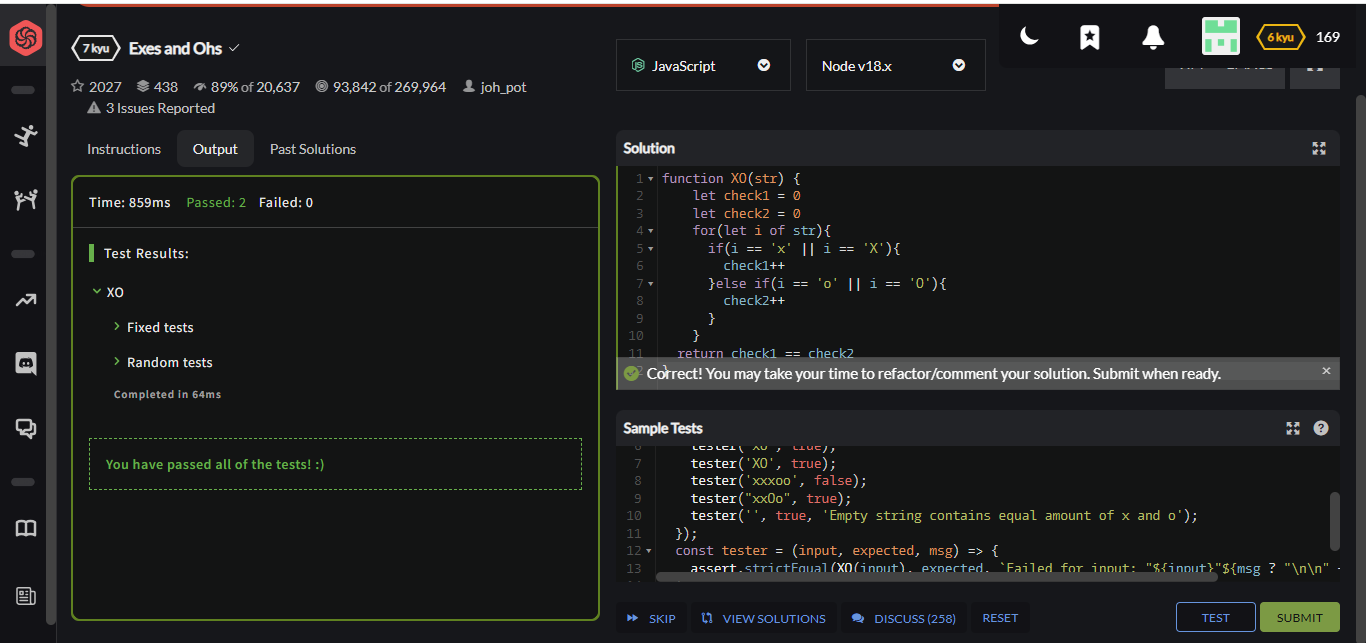 7 kyu Exes and Ohs
2027 438 89% of 20,637 93,842 of 269,964 joh_pot
3 Issues Reported
JavaScript
Node v18.x
6 kyu 169
Instructions Output Past Solutions
Time: 859ms Passed: 2 Failed: 0
Test Results:
XO
Fixed tests
Random tests
Completed in 64ms
You have passed all of the tests! :)
Solution
1 function XO(str) {
2 let check1 = 0
3 let check2 = 0
4 for(let i of str){
5 if(i == 'x' || i == 'X'){
6 check1++
7 }else if(i == 'o' || i == 'O'){
8 check2++
9 }
10 }
11 return check1 == check2
}
Correct! You may take your time to refactor/comment your solution. Submit when ready.
Sample Tests
7 tester('XO', true);
8 tester('xxxoo', false);
9 tester("xxOo", true);
10 tester('', true, 'Empty string contains equal amount of x and o');
11 });
12 const tester = (input, expected, msg) => {
13 assert.strictEqual(XO(input), expected, `Failed for input: "${input}"${msg ? "\n\n" +
SKIP VIEW SOLUTIONS DISCUSS (258) RESET TEST SUBMIT